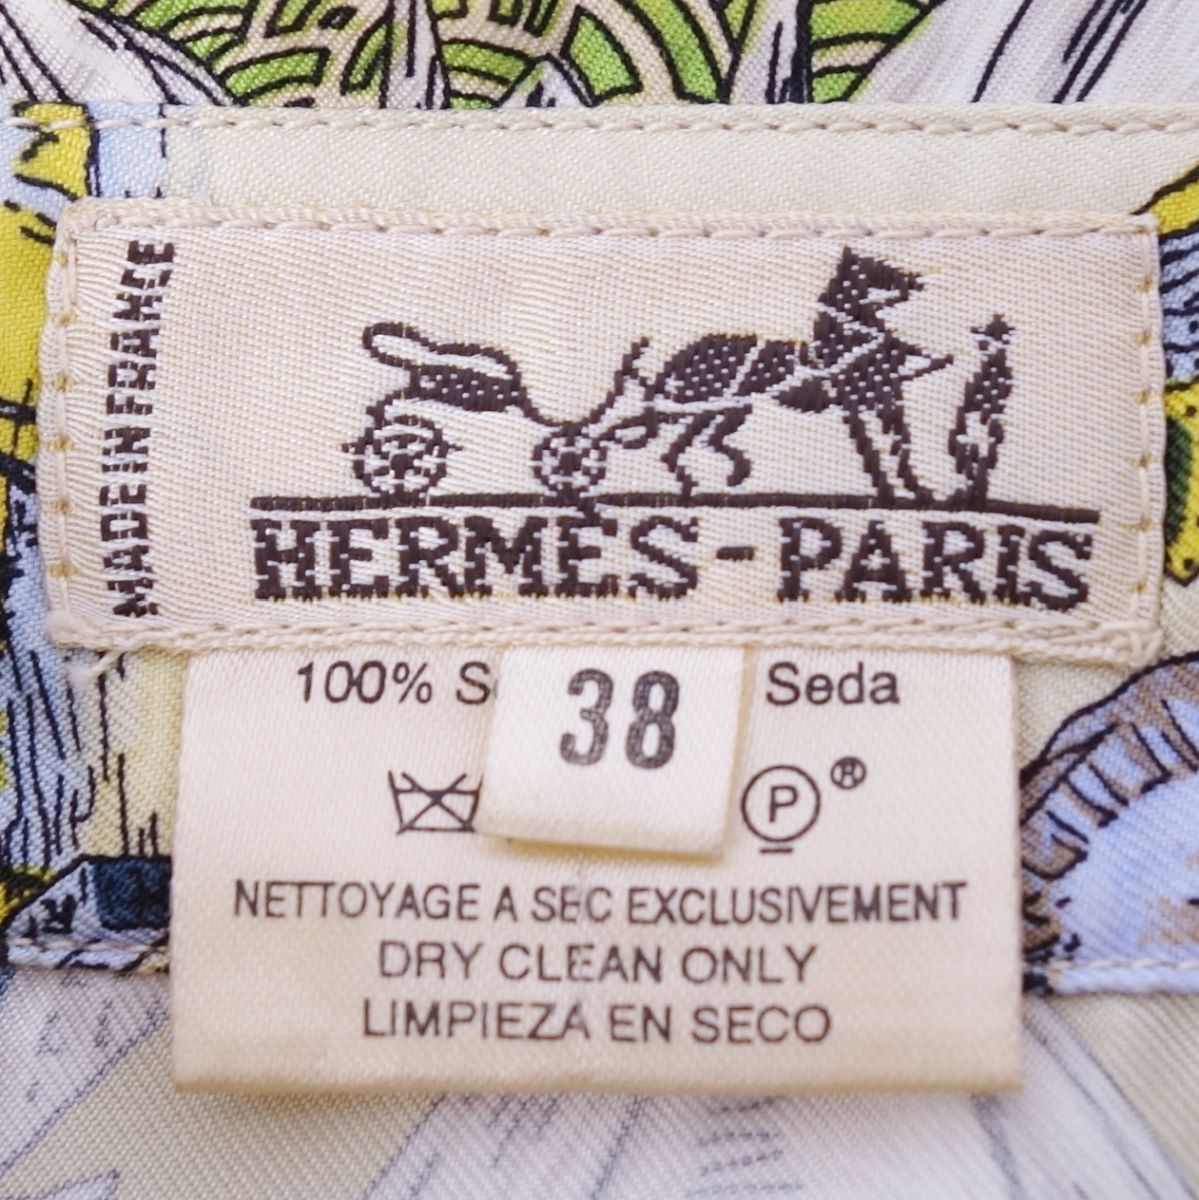 MADE IN FRANCE
HERMES-PARIS
100% Seda
38
P ®
NETTOYAGE A SEC EXCLUSIVEMENT
DRY CLEAN ONLY
LIMPIEZA EN SECO